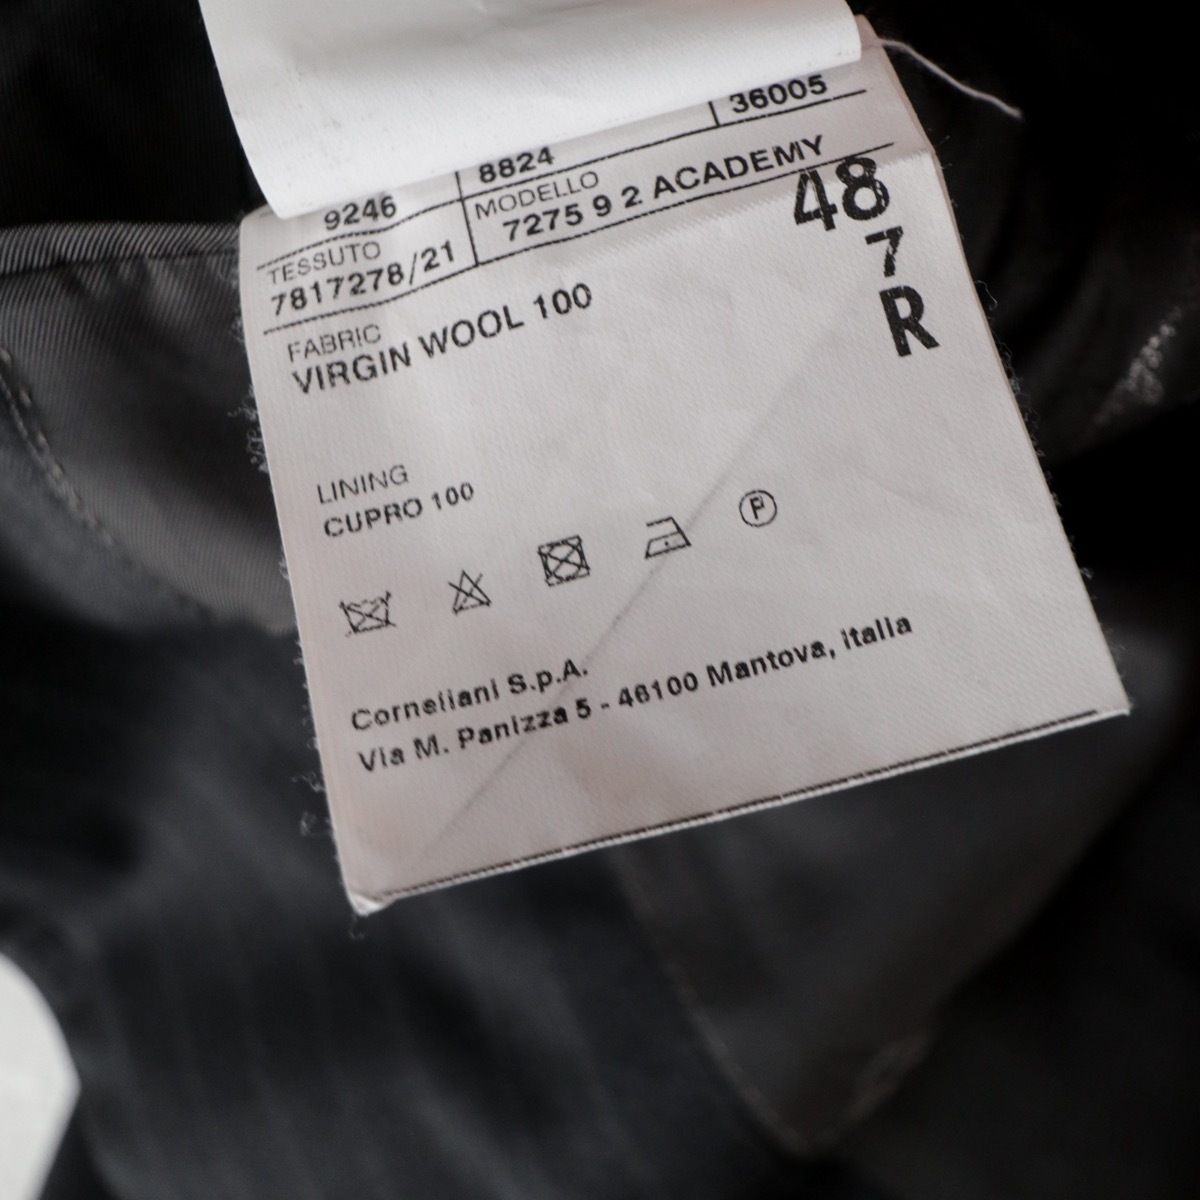 36005
9246
8824
TESSUTO
7817278/21
MODELLO
7275 9 2 ACADEMY
48
7
R
FABRIC
VIRGIN WOOL 100
LINING
CUPRO 100
P
Corneliani S.p.A.
Via M. Panizza 5 - 46100 Mantova, Italia